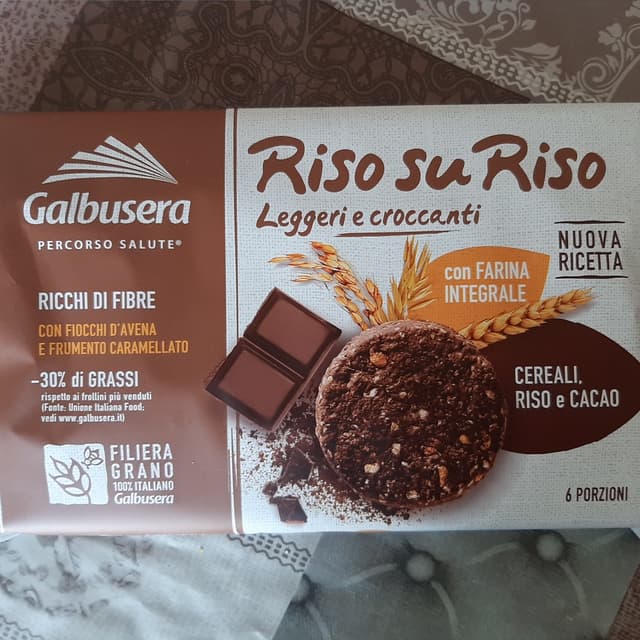 Galbusera
PERCORSO SALUTE®
RICCHI DI FIBRE
CON FIOCCHI D'AVENA
E FRUMENTO CARAMELLATO
-30% di GRASSI
rispetto ai frollini più venduti
(Fonte: Unione Italiana Food;
vedi www.galbusera.it)
FILIERA
GRANO
100% ITALIANO
Galbusera
Riso su Riso
Leggeri e croccanti
NUOVA
RICETTA
con FARINA
INTEGRALE
CEREALI,
RISO e CACAO
6 PORZIONI